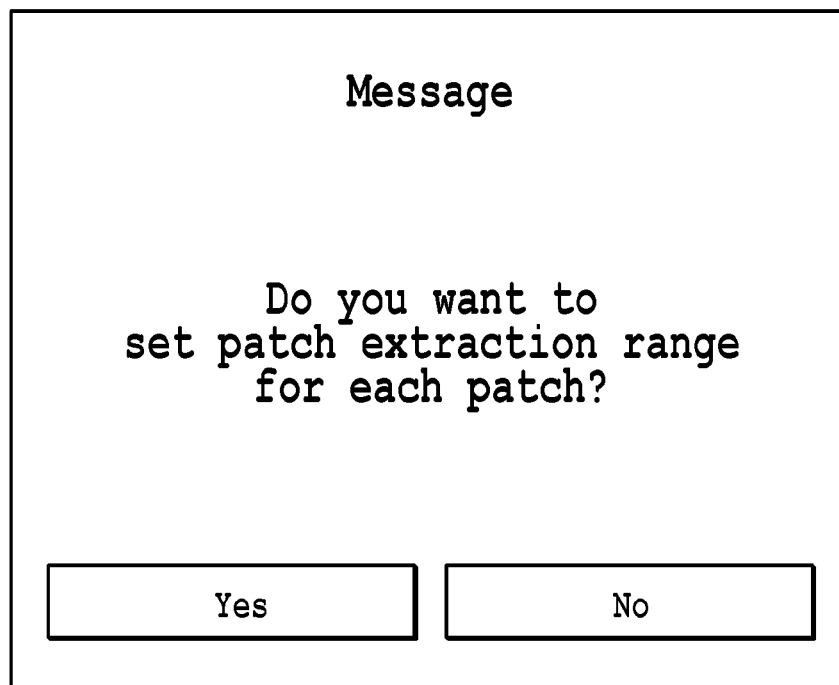 Message
Do you want to
set patch extraction range
for each patch?
Yes
No